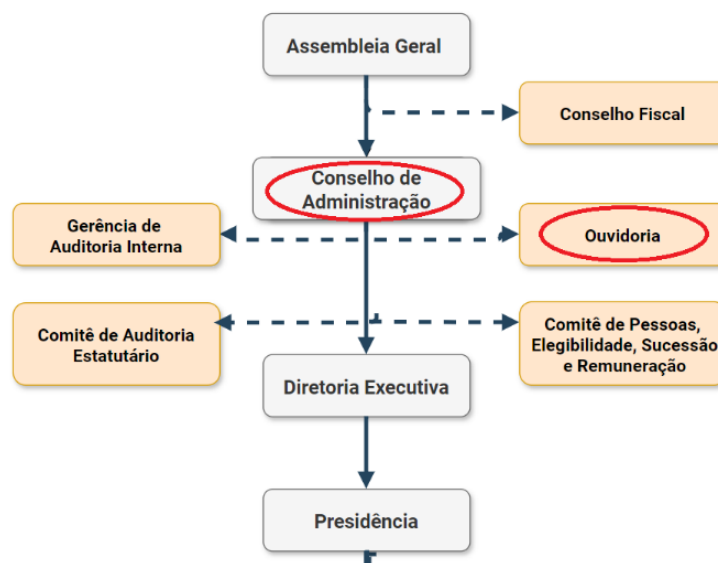 Assembleia Geral
Conselho Fiscal
Conselho de
Administração
Gerência de
Auditoria Interna
Ouvidoria
Comitê de Auditoria
Estatutário
Comitê de Pessoas,
Elegibilidade, Sucessão
e Remuneração
Diretoria Executiva
Presidência